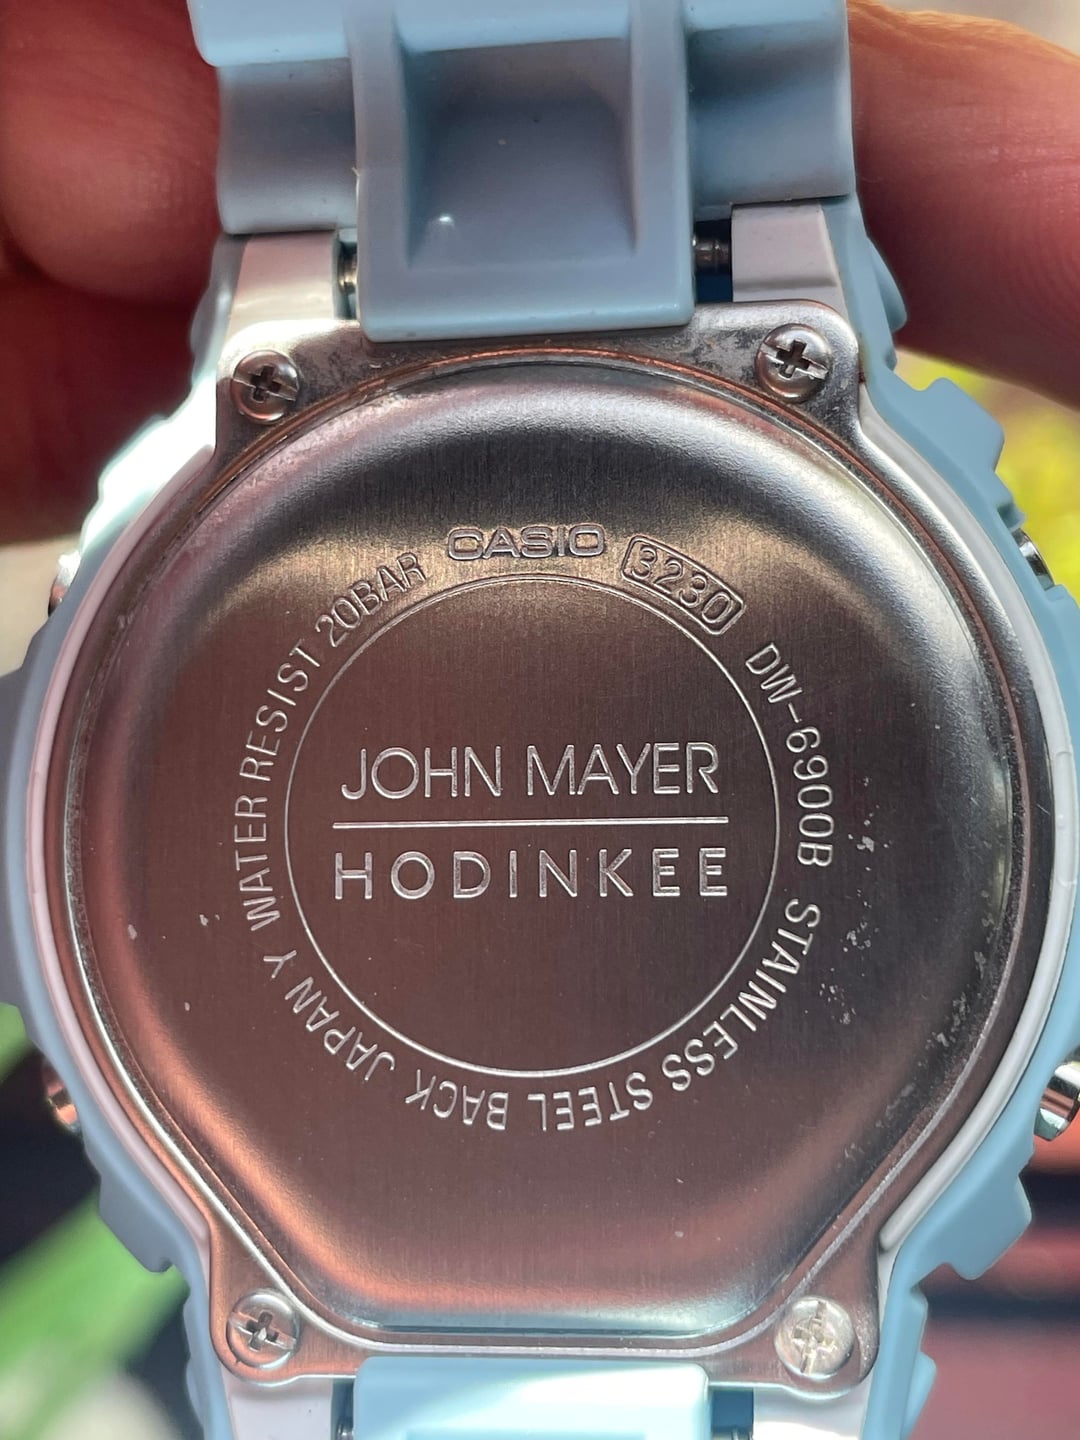 CASIO 3230 DW-6900B STAINLESS STEEL BACK JAPAN Y WATER RESIST 20BAR
JOHN MAYER
HODINKEE